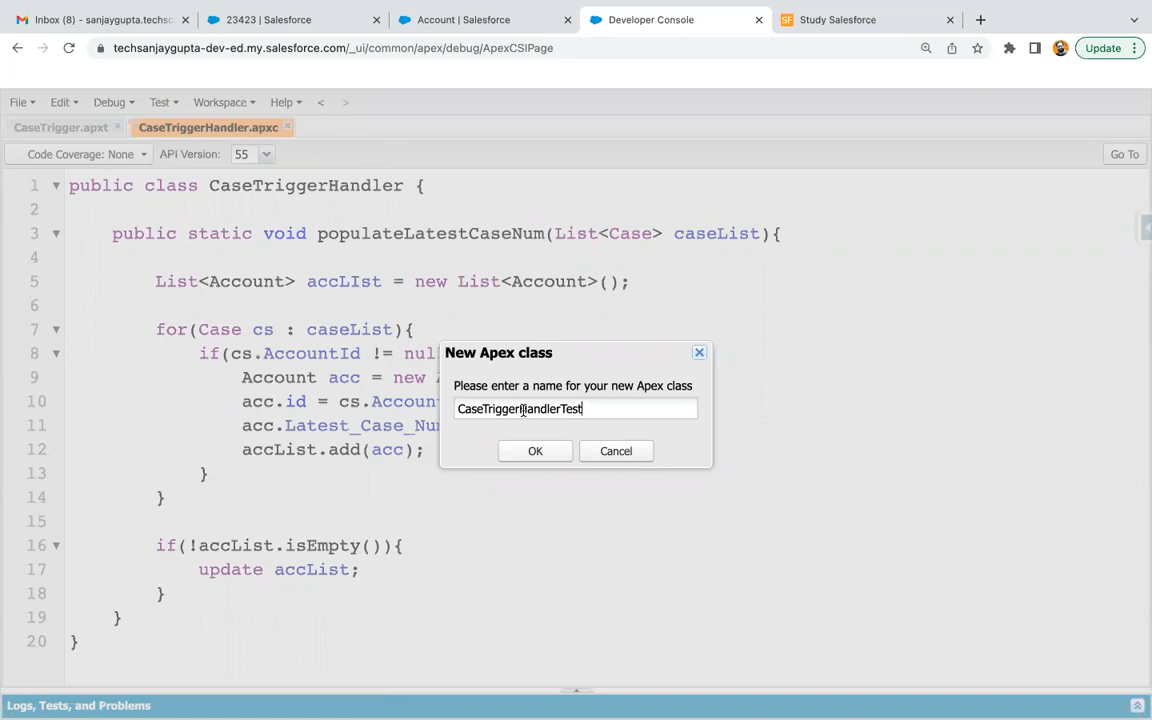 Inbox (3) - sanjaygupta.techsc
23423 | Salesforce
Account | Salesforce
Developer Console
SF Study Salesforce
techsanjaygupta-dev-ed.my.salesforce.com/_ui/common/apex/debug/ApexCSIPage
Update
File Edit Debug Test Workspace Help < >
CaseTrigger.apxt CaseTriggerHandler.apxc
Code Coverage: None API Version: 55 Go To
1 public class CaseTriggerHandler {
2
3 public static void populateLatestCaseNum(List<Case> caseList){
4
5 List<Account> accLIst = new List<Account>();
6
7 for(Case cs : caseList){
8 if(cs.AccountId != nul
9 Account acc = new
10 acc.id = cs.Accoun
11 acc.Latest_Case_Nu
12 accList.add(acc);
13 }
14 }
15
16 if(!accList.isEmpty()){
17 update accList;
18 }
19 }
20 }
New Apex class
Please enter a name for your new Apex class
CaseTriggerHandlerTest
OK Cancel
Logs, Tests, and Problems